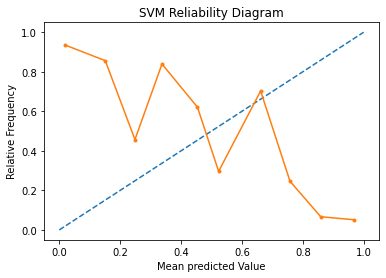 SVM Reliability Diagram
Relative Frequency
1.0
0.8
0.6
0.4
0.2
0.0
0.0 0.2 0.4 0.6 0.8 1.0
Mean predicted Value